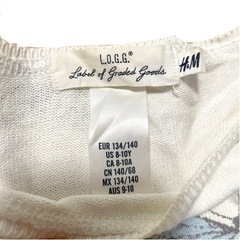 L.O.G.G.®
Label of Graded Goods
H&M
EUR 134/140
US 8-10Y
CA 8-10A
CN 140/68
MX 134/140
AUS 9-10